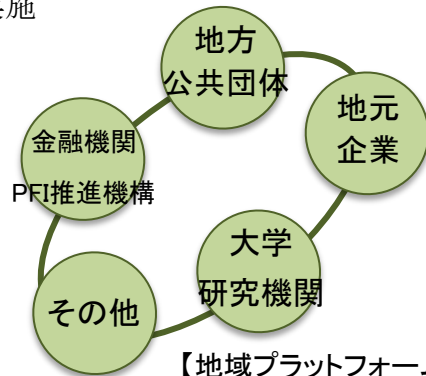 施
地方
公共団体
地元
企業
金融機関
PFI推進機構
大学
研究機関
その他
【地域プラットフォー